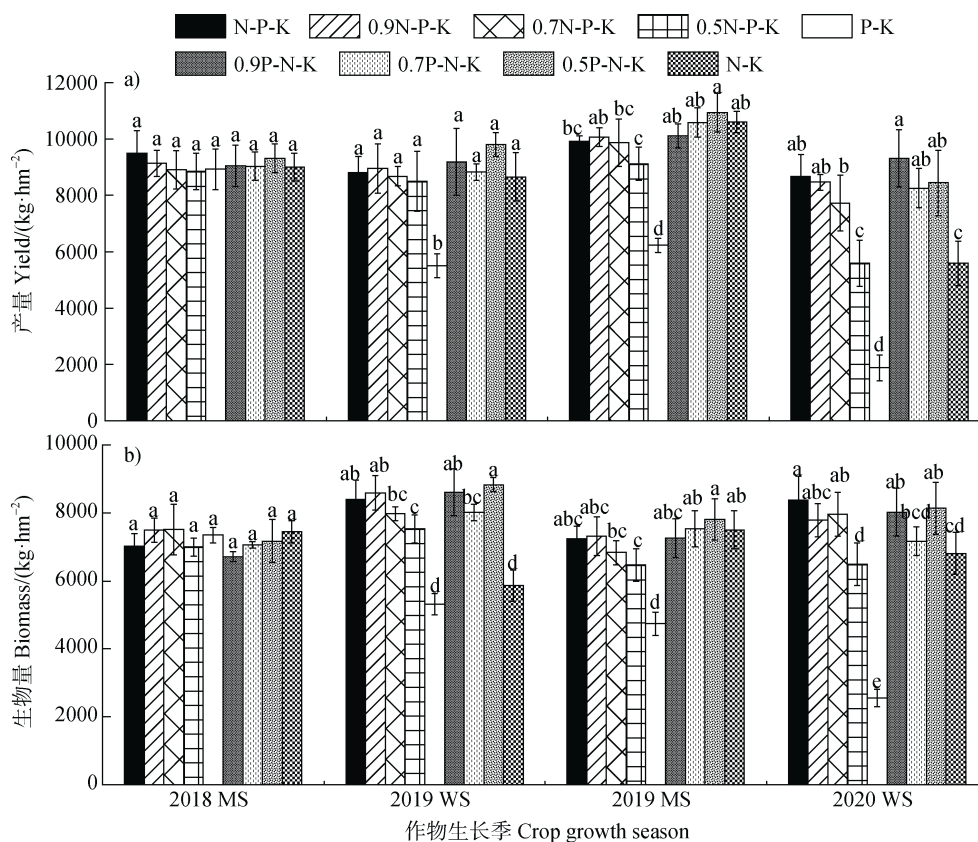 N-P-K 0.9N-P-K 0.7N-P-K 0.5N-P-K P-K
0.9P-N-K 0.7P-N-K 0.5P-N-K N-K
a)
产量 Yield/(kg·hm⁻²)
12000
10000
8000
6000
4000
2000
0
a a a a a a a a a
a a a a b a a a a
bc ab bc c d ab ab a ab
ab ab b c d a ab ab c
b)
生物量 Biomass/(kg·hm⁻²)
10000
8000
6000
4000
2000
0
a a a a a a a a a
ab ab bc c d ab bc a d
abc abc bc c d abc ab a ab
a abc ab d e ab bcd ab cd
2018 MS 2019 WS 2019 MS 2020 WS
作物生长季 Crop growth season